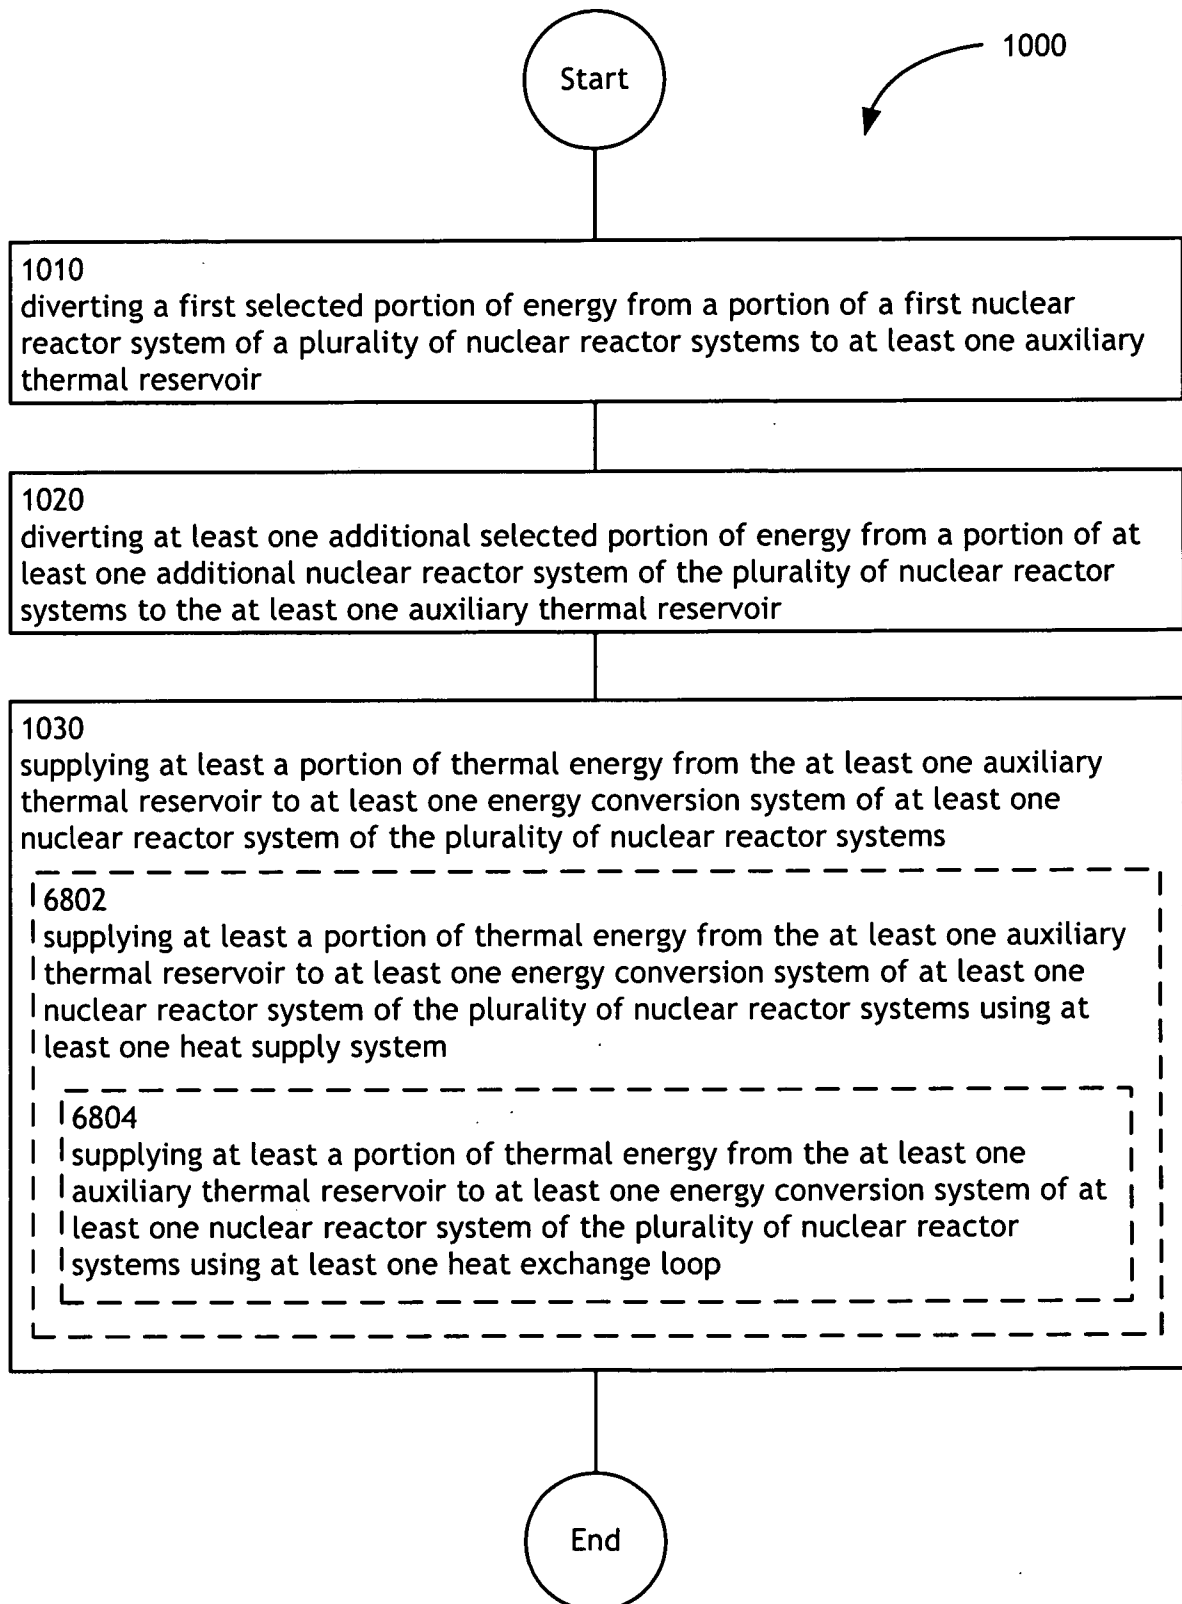 Start
1000
1010
diverting a first selected portion of energy from a portion of a first nuclear
reactor system of a plurality of nuclear reactor systems to at least one auxiliary
thermal reservoir
1020
diverting at least one additional selected portion of energy from a portion of at
least one additional nuclear reactor system of the plurality of nuclear reactor
systems to the at least one auxiliary thermal reservoir
1030
supplying at least a portion of thermal energy from the at least one auxiliary
thermal reservoir to at least one energy conversion system of at least one
nuclear reactor system of the plurality of nuclear reactor systems
6802
supplying at least a portion of thermal energy from the at least one auxiliary
thermal reservoir to at least one energy conversion system of at least one
nuclear reactor system of the plurality of nuclear reactor systems using at
least one heat supply system
6804
supplying at least a portion of thermal energy from the at least one
auxiliary thermal reservoir to at least one energy conversion system of at
least one nuclear reactor system of the plurality of nuclear reactor
systems using at least one heat exchange loop
End